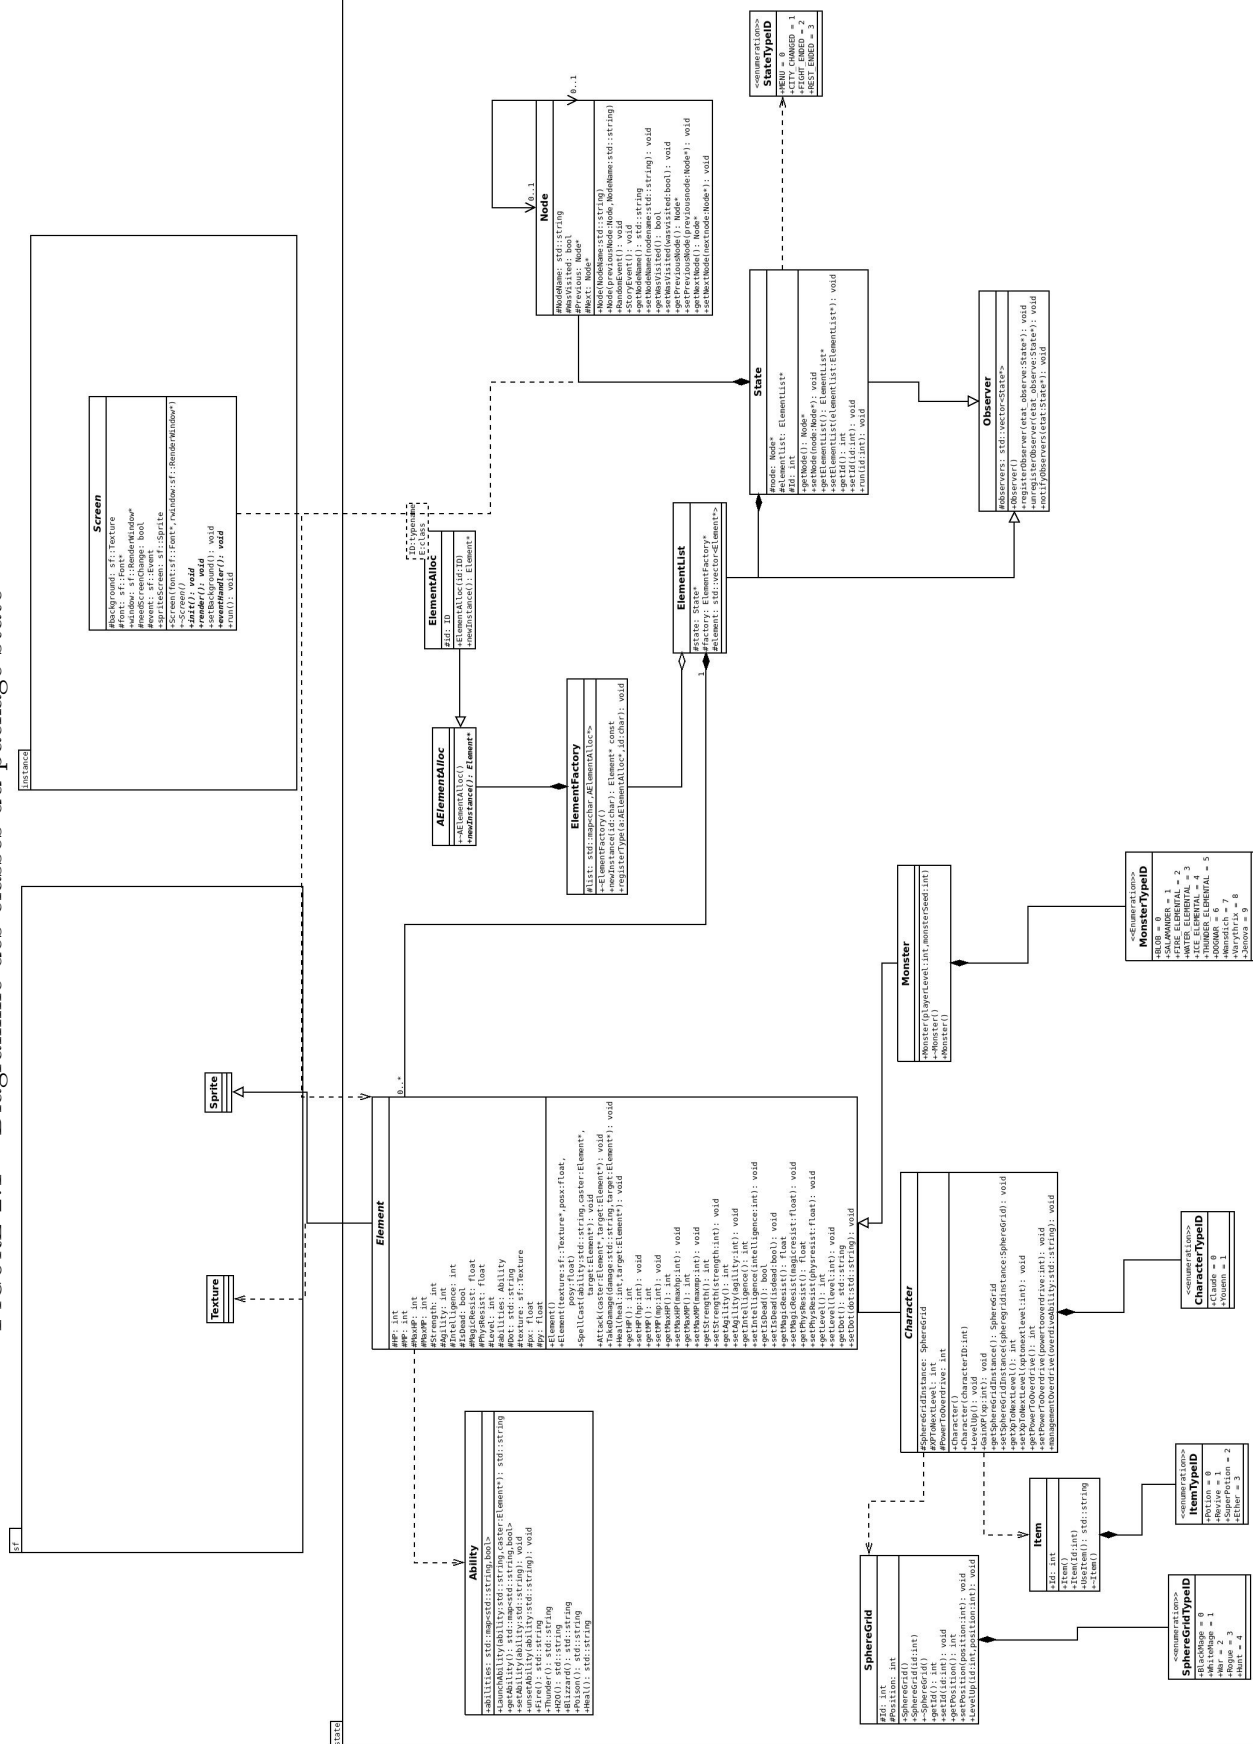 sf
Texture
Sprite
instance
Screen
#background: sf::Texture
#font: sf::Font*
+window: sf::RenderWindow*
#needScreenChange: bool
#event: sf::Event
+spriteScreen: sf::Sprite
+Screen(font:sf::Font*,rwindow:sf::RenderWindow*)
+~Screen()
+init(): void
+render(): void
+setBackground(): void
+eventHandler(): void
+run(): void
state
Ability
+abilities: std::map<std::string,bool>
+LaunchAbility(ability:std::string,caster:Element*): std::string
+getAbility(): std::map<std::string,bool>
+setAbility(ability:std::string): void
+unsetAbility(ability:std::string): void
+Fire(): std::string
+Thunder(): std::string
+H2O(): std::string
+Blizzard(): std::string
+Poison(): std::string
+Heal(): std::string
Element
#HP: int
#MP: int
#MaxHP: int
#MaxMP: int
#Strength: int
#Agility: int
#Intelligence: int
#IsDead: bool
#MagicResist: float
#PhysResist: float
#Level: int
#abilities: Ability
#Dot: std::string
#texture: sf::Texture
#px: float
#py: float
+Element()
+Element(texture:sf::Texture*,posx:float,
posy:float)
+Spellcast(ability:std::string,caster:Element*,
target:Element*): void
+Attack(caster:Element*,target:Element*): void
+TakeDamage(damage:std::string,target:Element*): void
+Heal(heal:int,target:Element*): void
+getHP(): int
+setHP(hp:int): void
+getMP(): int
+setMP(mp:int): void
+getMaxHP(): int
+setMaxHP(maxhp:int): void
+getMaxMP(): int
+setMaxMP(maxmp:int): void
+getStrength(): int
+setStrength(strength:int): void
+getAgility(): int
+setAgility(agility:int): void
+getIntelligence(): int
+setIntelligence(intelligence:int): void
+getIsDead(): bool
+setIsDead(isdead:bool): void
+getMagicResist(): float
+setMagicResist(magicresist:float): void
+getPhysResist(): float
+setPhysResist(physresist:float): void
+getLevel(): int
+setLevel(level:int): void
+getDot(): std::string
+setDot(dot:std::string): void
0..*
AElementAlloc
+~AElementAlloc()
+newInstance(): Element*
ID:typename
E:class
ElementAlloc
#id: ID
+ElementAlloc(id:ID)
+newInstance(): Element*
ElementFactory
#list: std::map<char,AElementAlloc*>
+~ElementFactory()
+newInstance(id:char): Element* const
+registerType(a:AElementAlloc*,id:char): void
ElementList
#state: State*
#factory: ElementFactory*
#element: std::vector<Element*>
1
Node
#NodeName: std::string
#WasVisited: bool
#Previous: Node*
#Next: Node*
+Node(NodeName:std::string)
+Node(previousNode:Node,NodeName:std::string)
+RandomEvent(): void
+StoryEvent(): void
+getNodeName(): std::string
+setNodeName(nodename:std::string): void
+getWasVisited(): bool
+setWasVisited(wasvisited:bool): void
+getPreviousNode(): Node*
+setPreviousNode(previousnode:Node*): void
+getNextNode(): Node*
+setNextNode(nextnode:Node*): void
0..1
0..1
State
#node: Node*
#elementlist: ElementList*
#Id: int
+getNode(): Node*
+setNode(node:Node*): void
+getElementList(): ElementList*
+setElementList(elementlist:ElementList*): void
+getId(): int
+setId(id:int): void
+run(id:int): void
<<enumeration>>
StateTypeID
+MENU = 0
+CITY_CHANGED = 1
+FIGHT_ENDED = 2
+REST_ENDED = 3
Observer
#observers: std::vector<State*>
+Observer()
+registerObserver(etat_observe:State*): void
+unregisterObserver(etat_observe:State*): void
+notifyObservers(etat:State*): void
SphereGrid
#Id: int
#Position: int
+SphereGrid()
+SphereGrid(id:int)
+~SphereGrid()
+getId(): int
+setId(id:int): void
+getPosition(): int
+setPosition(position:int): void
+LevelUp(id:int,position:int): void
Character
#SphereGridInstance: SphereGrid
#XPToNextLevel: int
#PowerToOverdrive: int
+Character()
+Character(characterID:int)
+LevelUp(): void
+GainXP(xp:int): void
+getSphereGridInstance(): sphereGrid
+setSphereGridInstance(spheregridinstance:SphereGrid): void
+getXpToNextLevel(): int
+setXpToNextLevel(xptonextlevel:int): void
+getPowerToOverdrive(): int
+setPowerToOverdrive(powertooverdrive:int): void
+managementOverdrive(overdriveAbility:std::string): void
Monster
+Monster(playerLevel:int,monsterSeed:int)
+~Monster()
+Monster()
Item
+Id: int
+Item()
+Item(Id:int)
+UseItem(): std::string
+~Item()
<<enumeration>>
SphereGridTypeID
+BlackMage = 0
+WhiteMage = 1
+War = 2
+Rogue = 3
+Hunt = 4
<<enumeration>>
ItemTypeID
+Potion = 0
+Revive = 1
+SuperPotion = 2
+Ether = 3
<<enumeration>>
CharacterTypeID
+Claude = 0
+Youenn = 1
<<Enumeration>>
MonsterTypeID
+BLOB = 0
+SALAMANDER = 1
+FIRE_ELEMENTAL = 2
+WATER_ELEMENTAL = 3
+ICE_ELEMENTAL = 4
+THUNDER_ELEMENTAL = 5
+DOGNAR = 6
+Wansdich = 7
+Varythrix = 8
+Jenova = 9